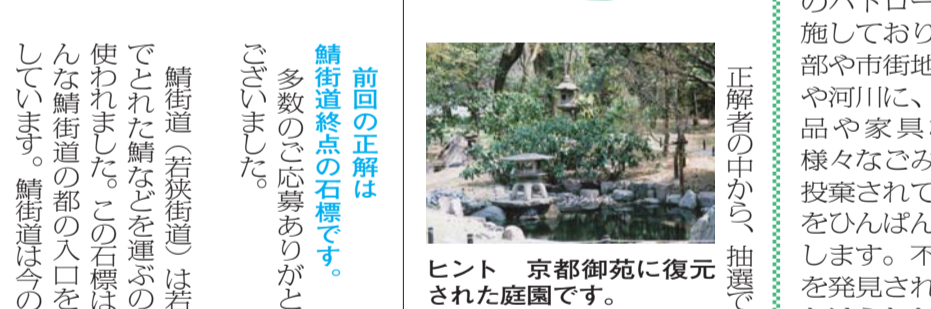 のパトロー
施しており
部や市街地
や河川に、
品や家具
様々なごみ
投棄されて
をひんぱん
します。不
を発見され
正解者の中から、抽選で
ヒント　京都御苑に復元
された庭園です。
前回の正解は
鯖街道終点の石標です。
多数のご応募ありがと
ございました。
鯖街道（若狭街道）は若
でとれた鯖などを運ぶの
使われました。この石標は
んな鯖街道の都の入口を
しています。鯖街道は今の